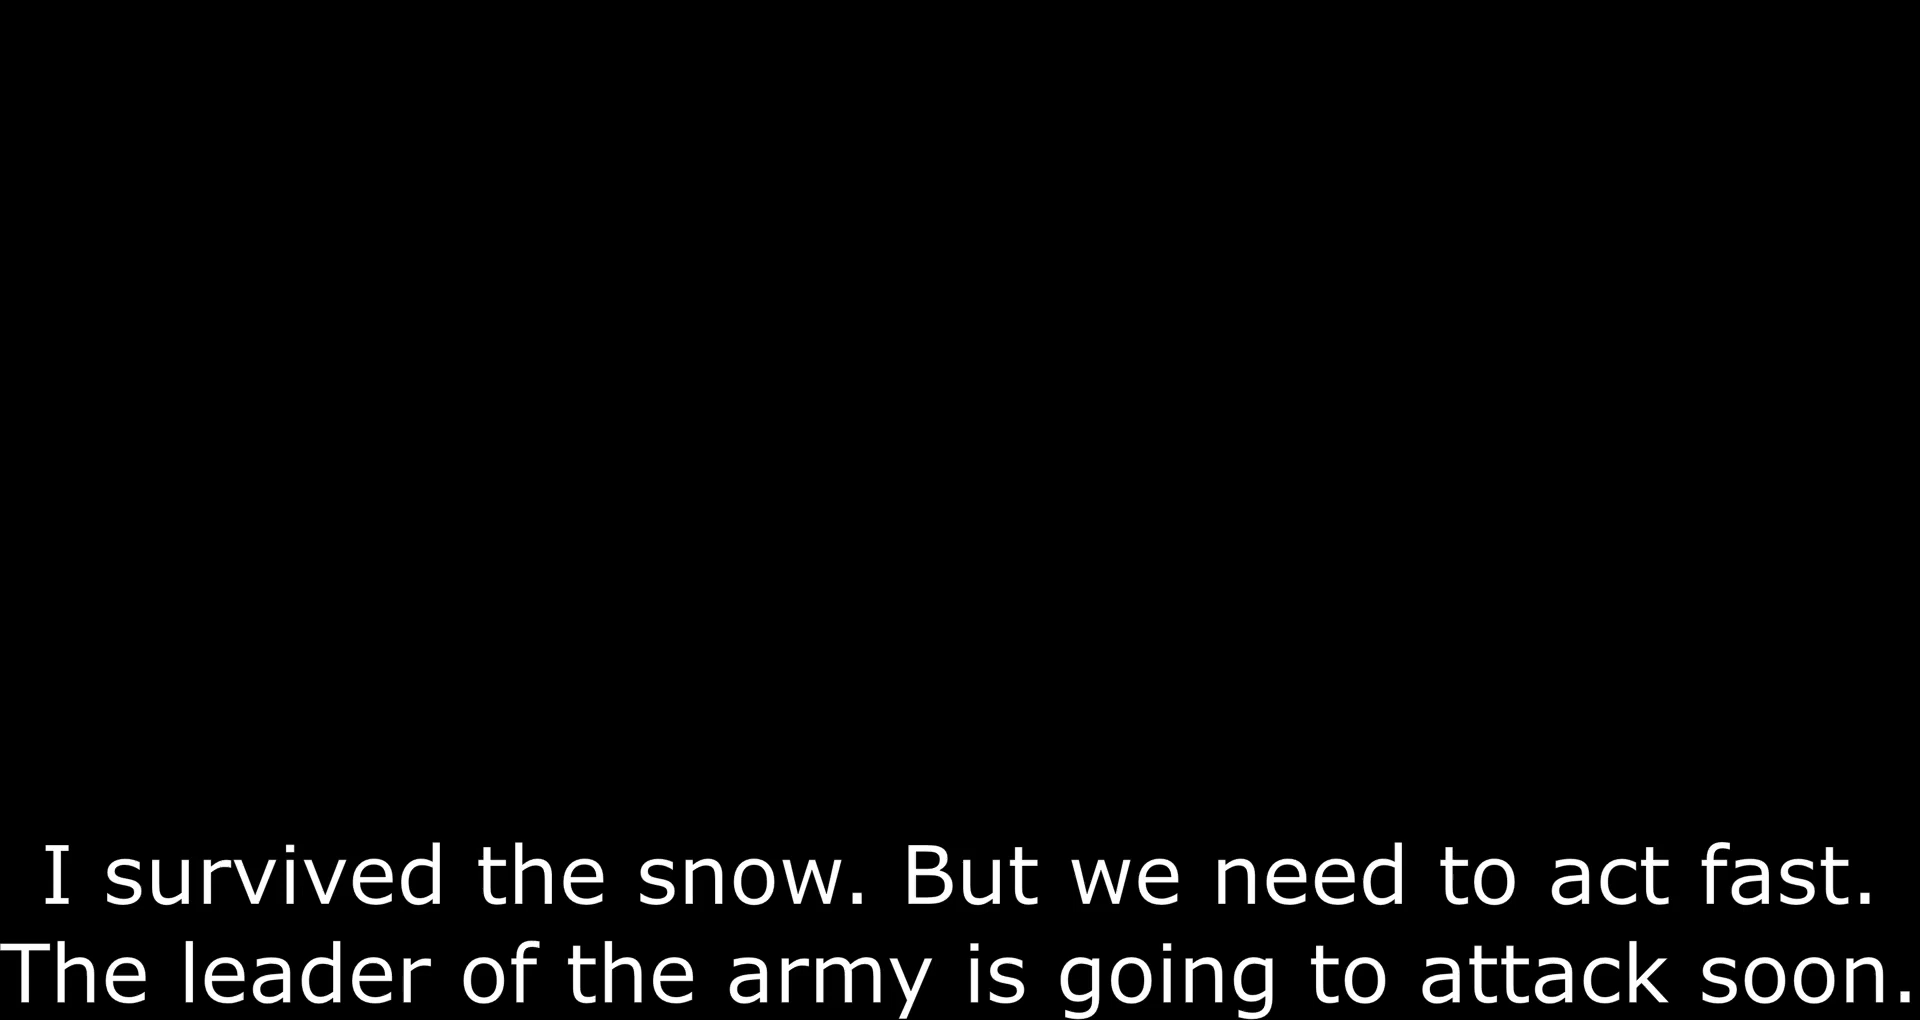 I survived the snow. But we need to act fast.
The leader of the army is going to attack soon.